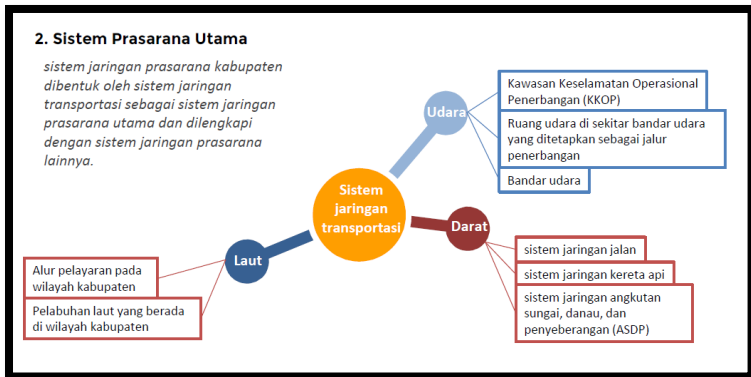 2. Sistem Prasarana Utama
sistem jaringan prasarana kabupaten
dibentuk oleh sistem jaringan
transportasi sebagai sistem jaringan
prasarana utama dan dilengkapi
dengan sistem jaringan prasarana
lainnya.
Udara
Kawasan Keselamatan Operasional
Penerbangan (KKOP)
Ruang udara di sekitar bandar udara
yang ditetapkan sebagai jalur
penerbangan
Bandar udara
Sistem
jaringan
transportasi
Darat
sistem jaringan jalan
sistem jaringan kereta api
sistem jaringan angkutan
sungai, danau, dan
penyeberangan (ASDP)
Laut
Alur pelayaran pada
wilayah kabupaten
Pelabuhan laut yang berada
di wilayah kabupaten